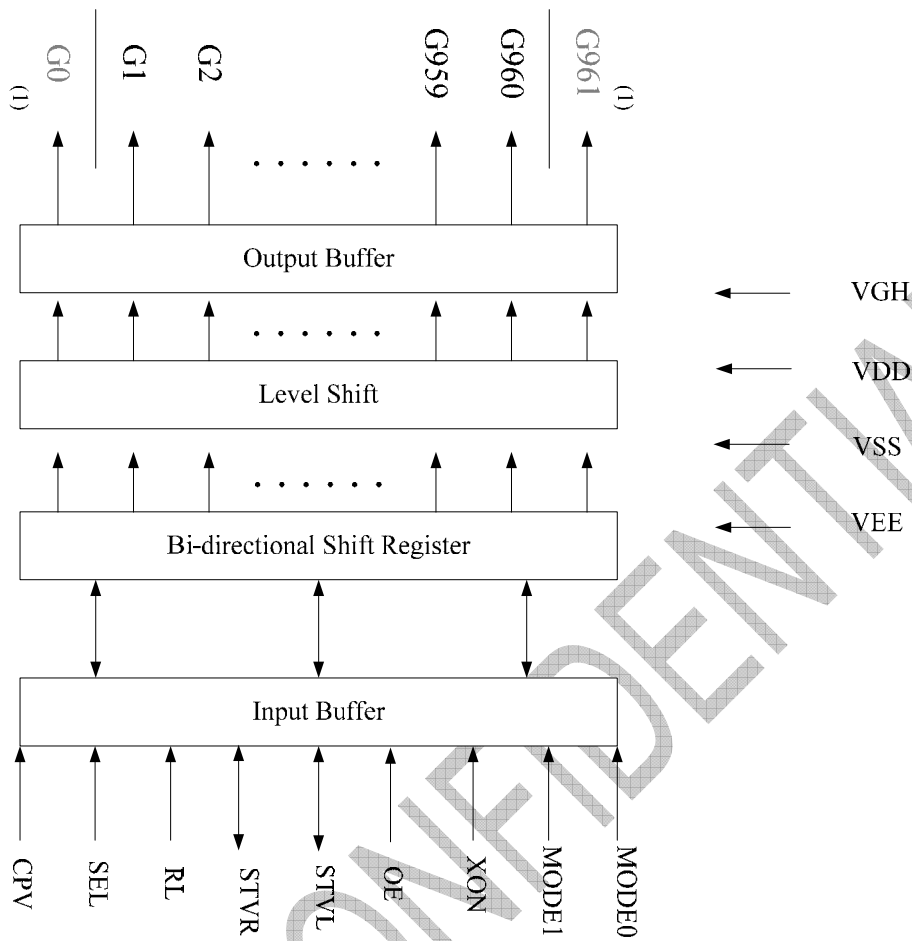 G0
G1
G2
G959
G960
G961
(1)
(1)
Output Buffer
VGH
Level Shift
VDD
VSS
Bi-directional Shift Register
VEE
Input Buffer
CPV
SEL
RL
STVR
STVL
OE
XON
MODE1
MODE0
CONFIDENTIA